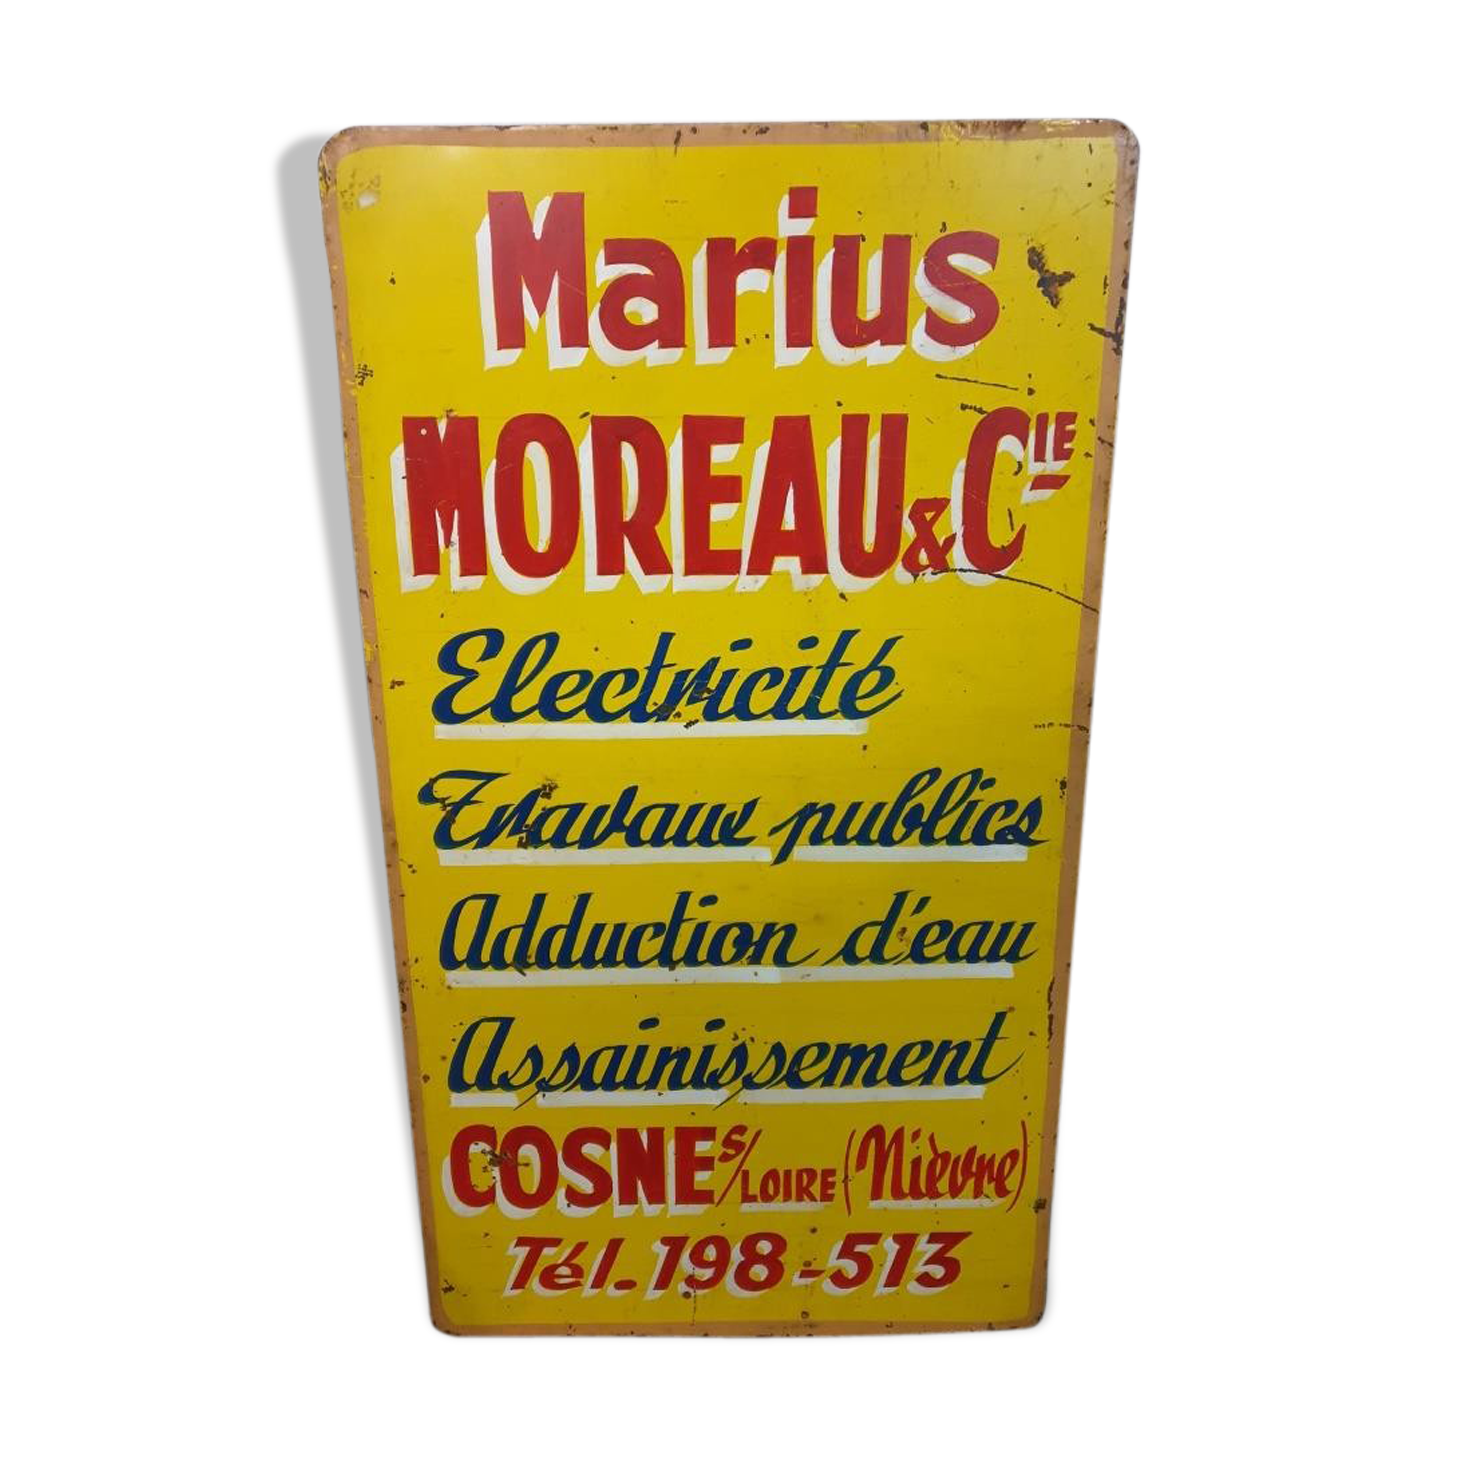 Marius
MOREAU & Cie
Electricité
Travaux publics
Adduction d'eau
Assainissement
COSNE s/ LOIRE (Nièvre)
Tél. 198-513